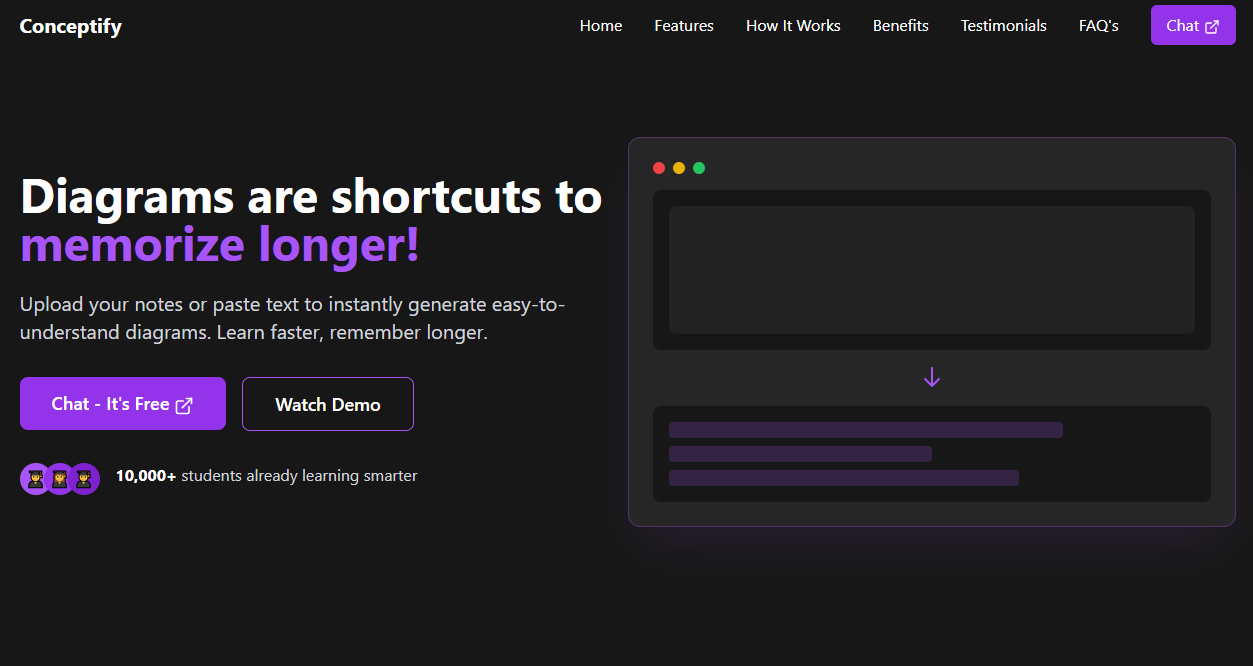 Conceptify
Home
Features
How It Works
Benefits
Testimonials
FAQ's
Chat
Diagrams are shortcuts to
memorize longer!
Upload your notes or paste text to instantly generate easy-to-
understand diagrams. Learn faster, remember longer.
Chat - It's Free
Watch Demo
10,000+ students already learning smarter